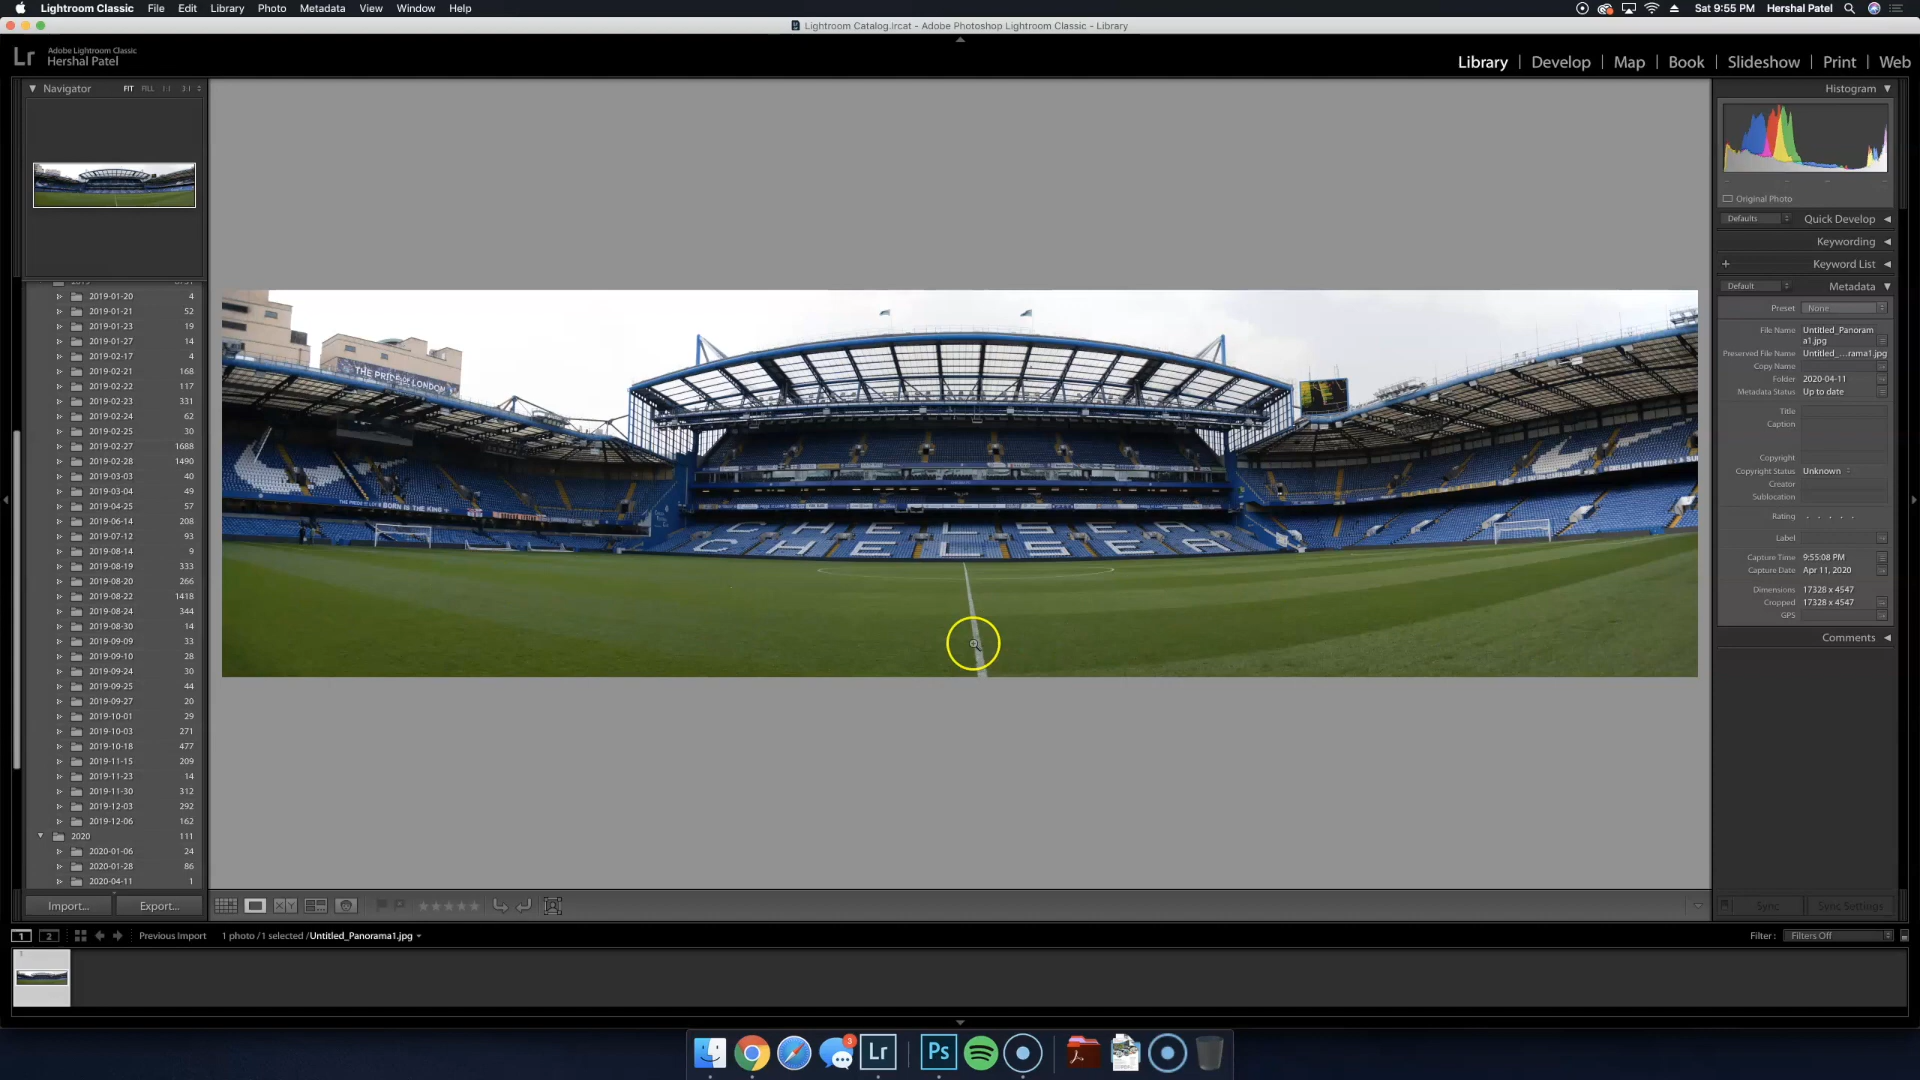 Lightroom Classic File Edit Library Photo Metadata View Window Help
Sat 9:55 PM Hershal Patel
Lightroom Catalog.lrcat - Adobe Photoshop Lightroom Classic - Library
Lr
Adobe Lightroom Classic
Hershal Patel
Library | Develop | Map | Book | Slideshow | Print | Web
Navigator FIT FILL 1:1 3:1
Histogram
Original Photo
Defaults Quick Develop
Keywording
+ Keyword List
Default Metadata
Preset None
File Name Untitled_Panoram
a1.jpg
Preserved File Name Untitled_...rama1.jpg
Copy Name
Folder 2020-04-11
Metadata Status Up to date
Title
Caption
Copyright
Copyright Status Unknown
Creator
Sublocation
Rating . . . . .
Label
Capture Time 9:55:08 PM
Capture Date Apr 11, 2020
Dimensions 17328 x 4547
Cropped 17328 x 4547
GPS
Comments
2019-01-20 4
2019-01-21 52
2019-01-23 19
2019-01-27 14
2019-02-17 4
2019-02-21 168
2019-02-22 117
2019-02-23 331
2019-02-24 62
2019-02-25 30
2019-02-27 1688
2019-02-28 1490
2019-03-03 40
2019-03-04 49
2019-04-25 57
2019-06-14 208
2019-07-12 93
2019-08-14 9
2019-08-19 333
2019-08-20 266
2019-08-22 1418
2019-08-24 344
2019-08-30 14
2019-09-09 33
2019-09-10 28
2019-09-24 30
2019-09-25 44
2019-09-27 20
2019-10-01 29
2019-10-03 271
2019-10-18 477
2019-11-15 209
2019-11-23 14
2019-11-30 312
2019-12-03 292
2019-12-06 162
2020 111
2020-01-06 24
2020-01-28 86
2020-04-11 1
THE PRIDE OF LONDON
BORN IS THE KING
CHELSEA
CHELSEA
Import... Export...
X Y
Sync Sync Settings
1 2 Previous Import 1 photo / 1 selected / Untitled_Panorama1.jpg
Filter : Filters Off
3
Lr
Ps